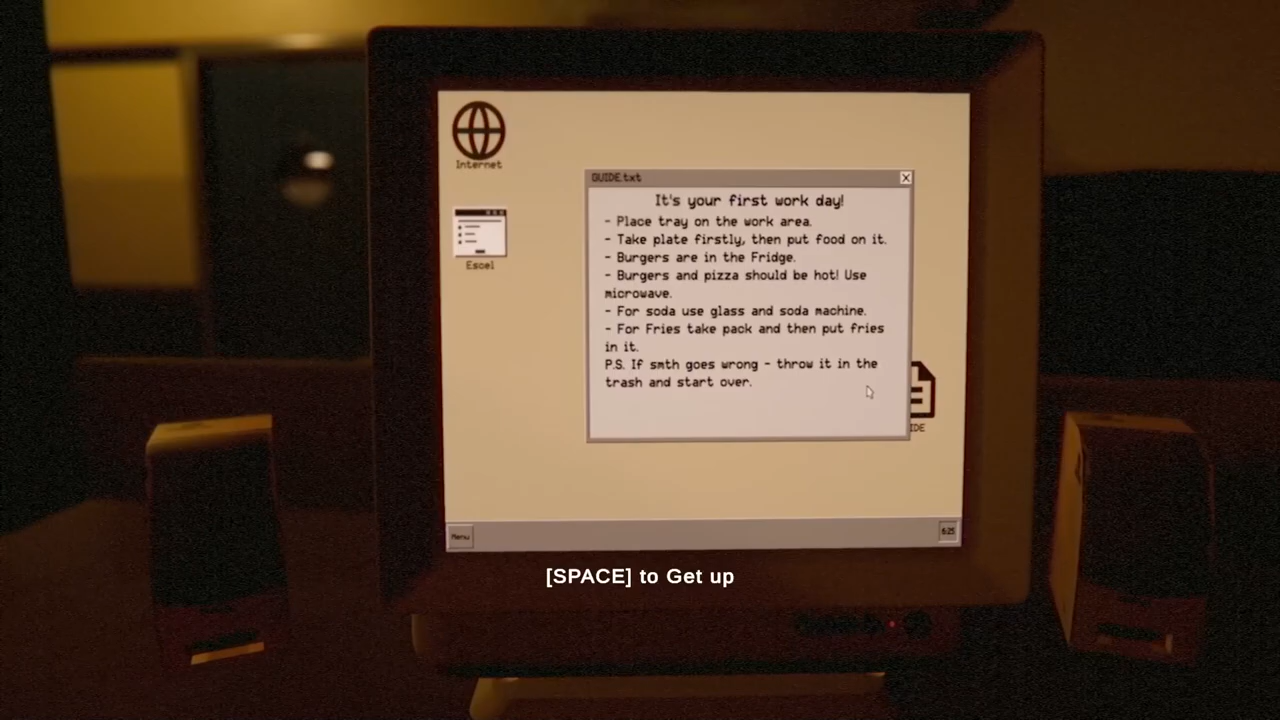 Internet
Escel
GUIDE.txt
It's your first work day!
- Place tray on the work area.
- Take plate firstly, then put food on it.
- Burgers are in the Fridge.
- Burgers and pizza should be hot! Use
microwave.
- For soda use glass and soda machine.
- For Fries take pack and then put fries
in it.
P.S. If smth goes wrong - throw it in the
trash and start over.
IDE
Menu
6:25
[SPACE] to Get up